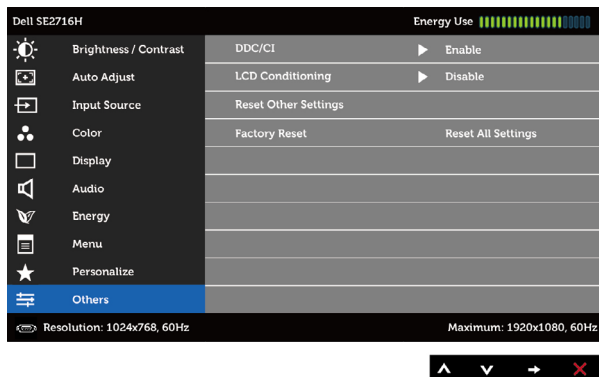 Dell SE2716H Energy Use
Brightness / Contrast DDC/CI Enable
Auto Adjust LCD Conditioning Disable
Input Source Reset Other Settings
Color Factory Reset Reset All Settings
Display
Audio
Energy
Menu
Personalize
Others
Resolution: 1024x768, 60Hz Maximum: 1920x1080, 60Hz